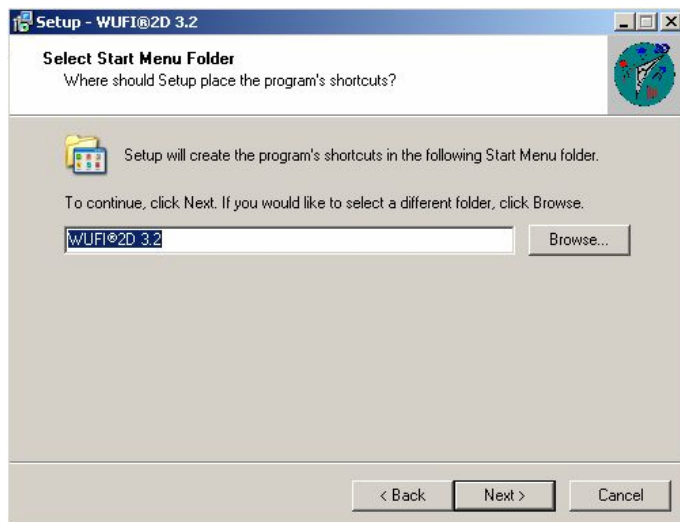 Setup - WUFI®2D 3.2
Select Start Menu Folder
Where should Setup place the program's shortcuts?
Setup will create the program's shortcuts in the following Start Menu folder.
To continue, click Next. If you would like to select a different folder, click Browse.
WUFI®2D 3.2
Browse...
< Back
Next >
Cancel